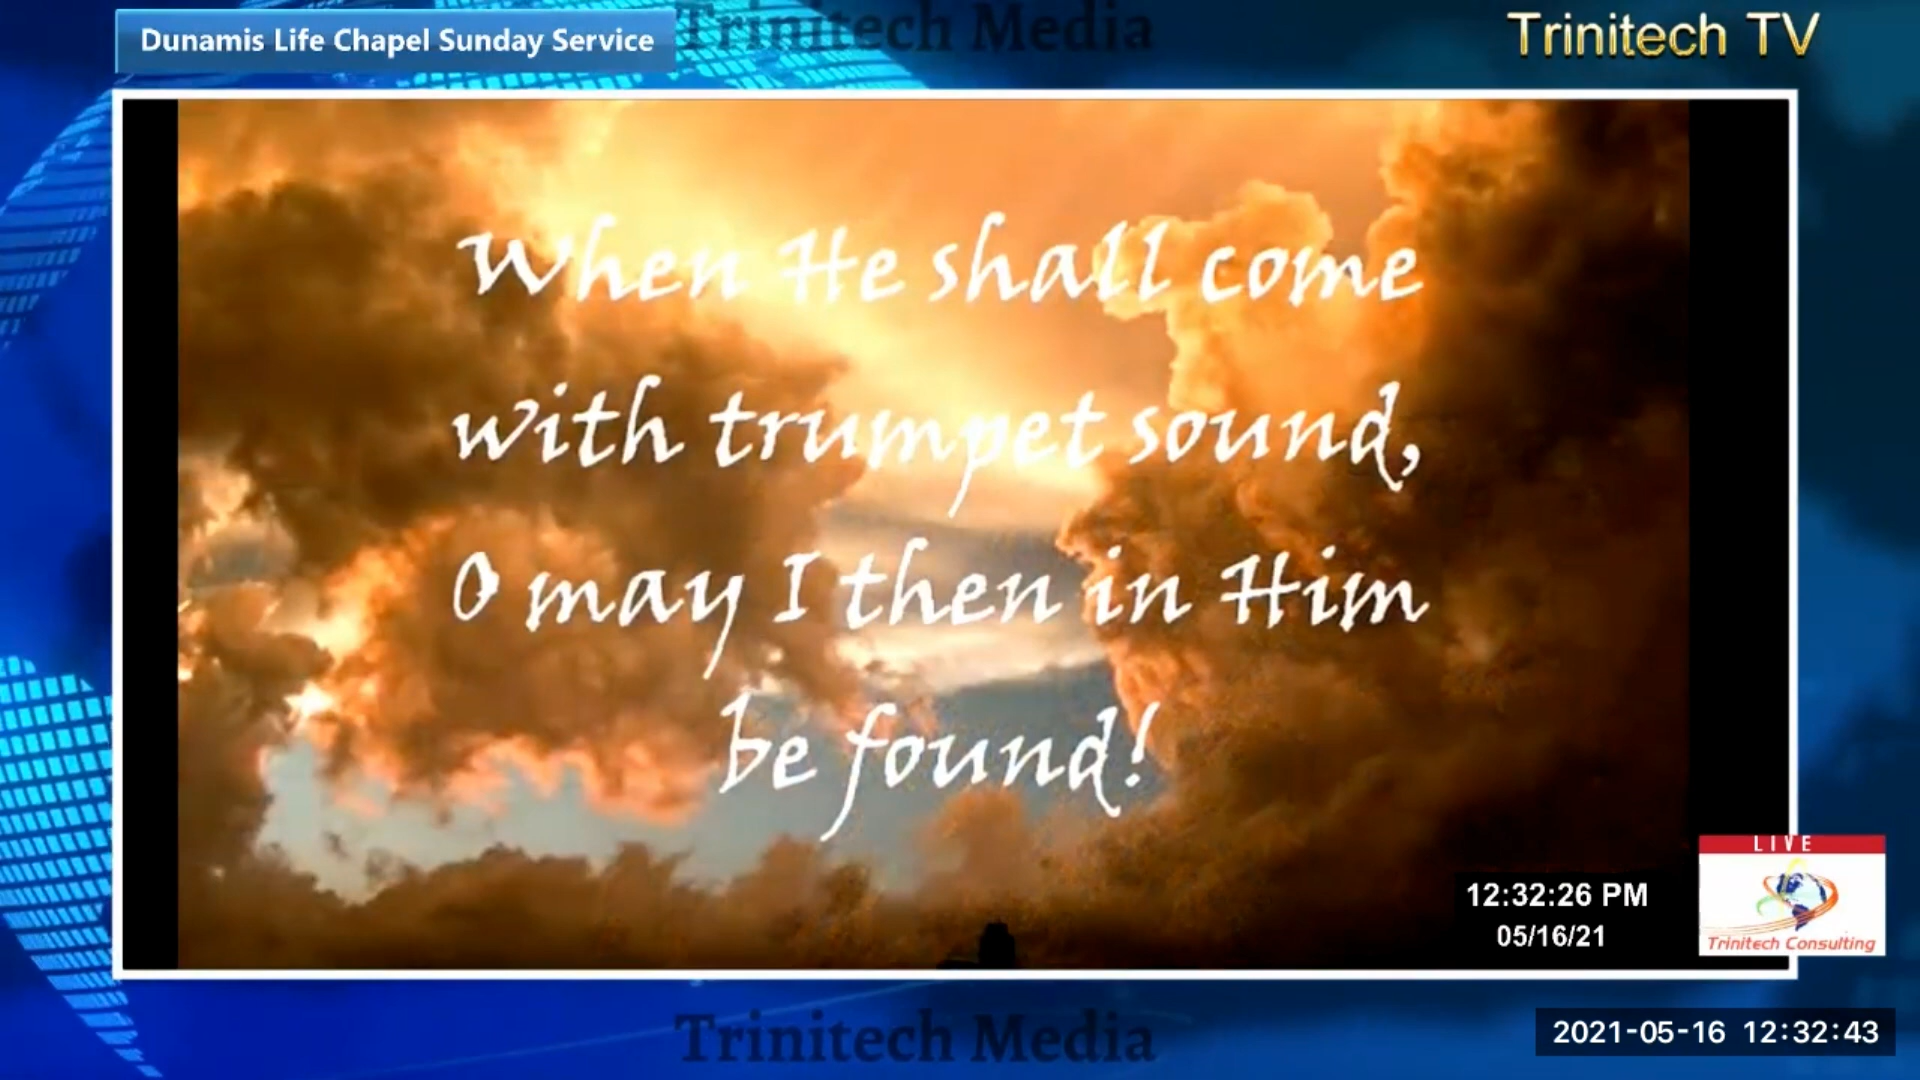 Dunamis Life Chapel Sunday Service
Trinitech Media
Trinitech TV
When He shall come
with trumpet sound,
O may I then in Him
be found!
LIVE
Trinitech Consulting
12:32:26 PM
05/16/21
Trinitech Media
2021-05-16 12:32:43